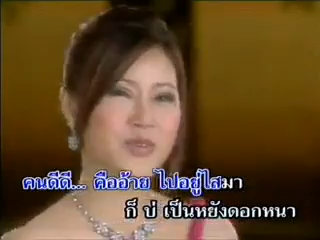 คนดีดี... คืออ้าย ไปอยู่ไสมา
ก็ บ่ เป็นหยังดอกหนา